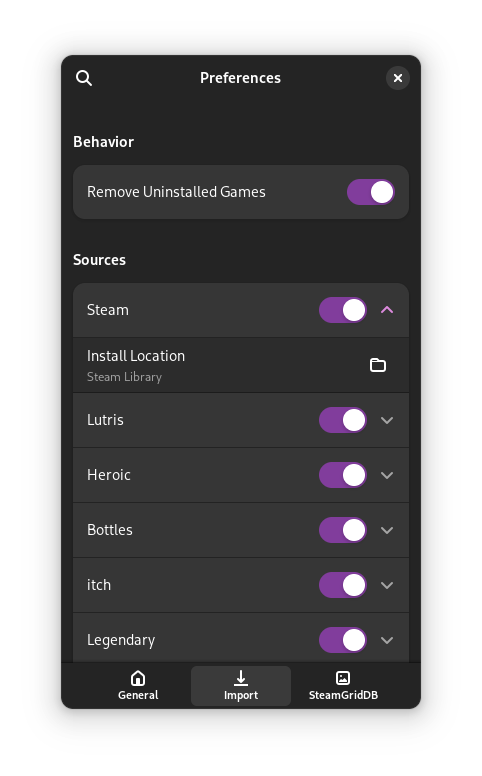 Preferences
Behavior
Remove Uninstalled Games
Sources
Steam
Install Location
Steam Library
Lutris
Heroic
Bottles
itch
Legendary
General Import SteamGridDB